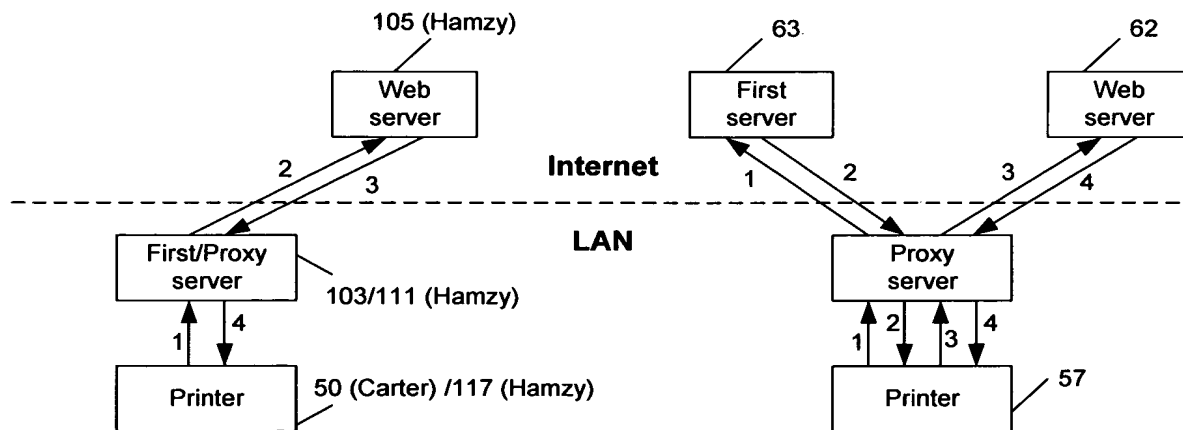 105 (Hamzy)
63
62
Web
server
First
server
Web
server
2
3
Internet
1
2
3
4
LAN
First/Proxy
server
Proxy
server
103/111 (Hamzy)
1
4
1
2
3
4
Printer
50 (Carter) /117 (Hamzy)
Printer
57